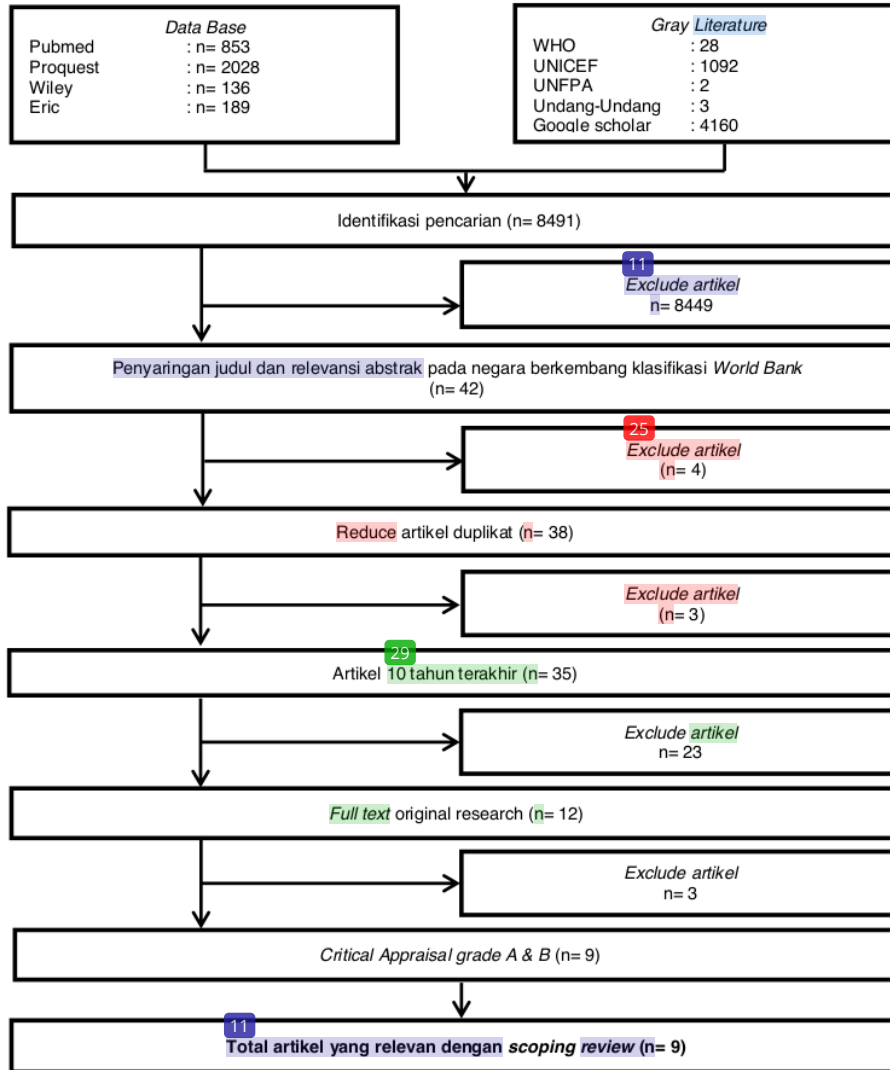 Data Base
Pubmed : n= 853
Proquest : n= 2028
Wiley : n= 136
Eric : n= 189
Gray Literature
WHO : 28
UNICEF : 1092
UNFPA : 2
Undang-Undang : 3
Google scholar : 4160
Identifikasi pencarian (n= 8491)
11
Exclude artikel
n= 8449
Penyaringan judul dan relevansi abstrak pada negara berkembang klasifikasi World Bank
(n= 42)
25
Exclude artikel
(n= 4)
Reduce artikel duplikat (n= 38)
Exclude artikel
(n= 3)
29
Artikel 10 tahun terakhir (n= 35)
Exclude artikel
n= 23
Full text original research (n= 12)
Exclude artikel
n= 3
Critical Appraisal grade A & B (n= 9)
11
Total artikel yang relevan dengan scoping review (n= 9)